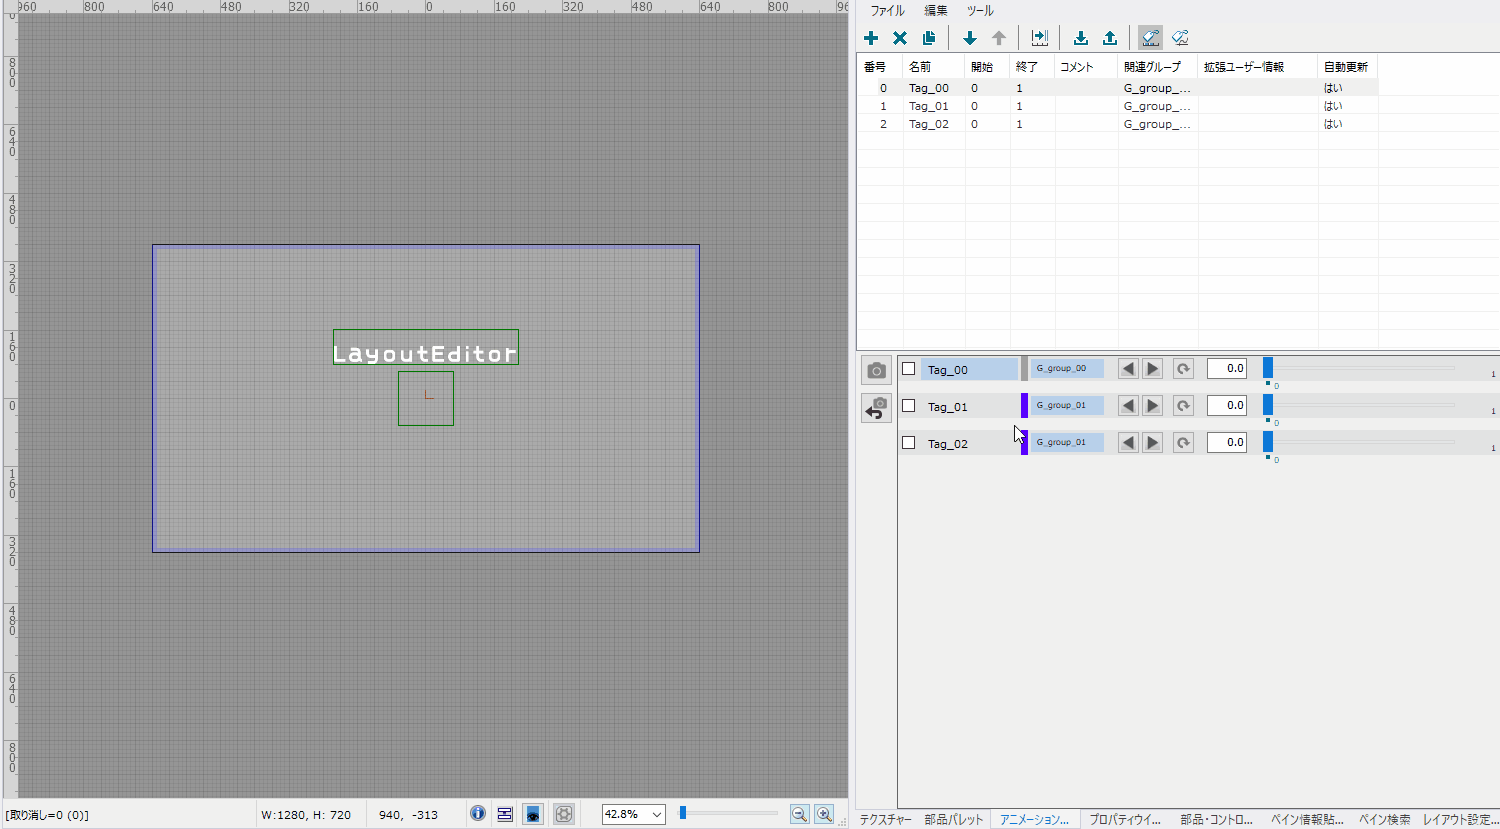 960 800 640 480 320 160 0 160 320 480 640 800 96
0
800
640
480
320
160
0
160
320
480
640
800
LayoutEditor
[取り消し=0 (0)]
W:1280, H: 720
940, -313
42.8%
ファイル 編集 ツール
番号 名前 開始 終了 コメント 関連グループ 拡張ユーザー情報 自動更新
0 Tag_00 0 1 G_group_... はい
1 Tag_01 0 1 G_group_... はい
2 Tag_02 0 1 G_group_... はい
Tag_00 G_group_00 0.0 0 1
Tag_01 G_group_01 0.0 0 1
Tag_02 G_group_01 0.0 0 1
テクスチャー 部品パレット アニメーション... プロパティウイ... 部品・コントロ... ペイン情報貼... ペイン検索 レイアウト設定...